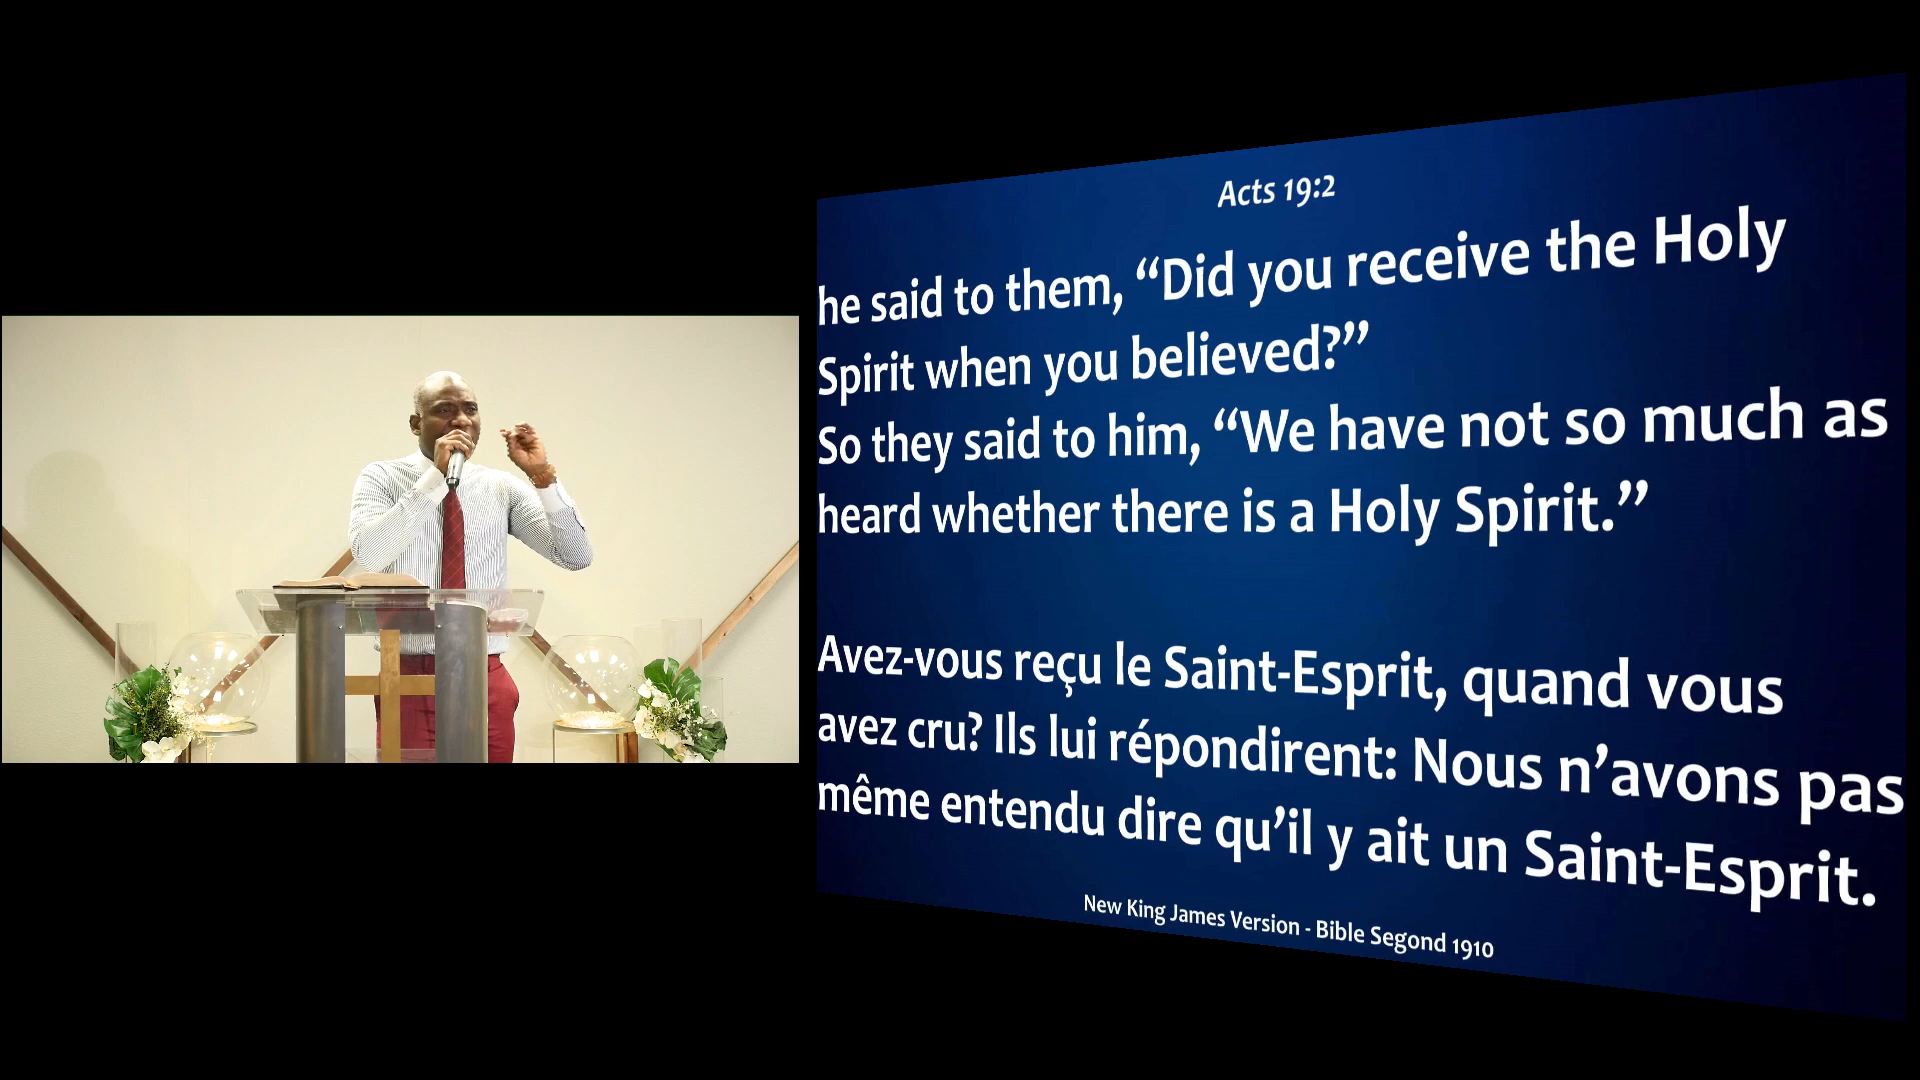 Acts 19:2
he said to them, “Did you receive the Holy
Spirit when you believed?”
So they said to him, “We have not so much as
heard whether there is a Holy Spirit.”
Avez-vous reçu le Saint-Esprit, quand vous
avez cru? Ils lui répondirent: Nous n’avons pas
même entendu dire qu’il y ait un Saint-Esprit.
New King James Version - Bible Segond 1910